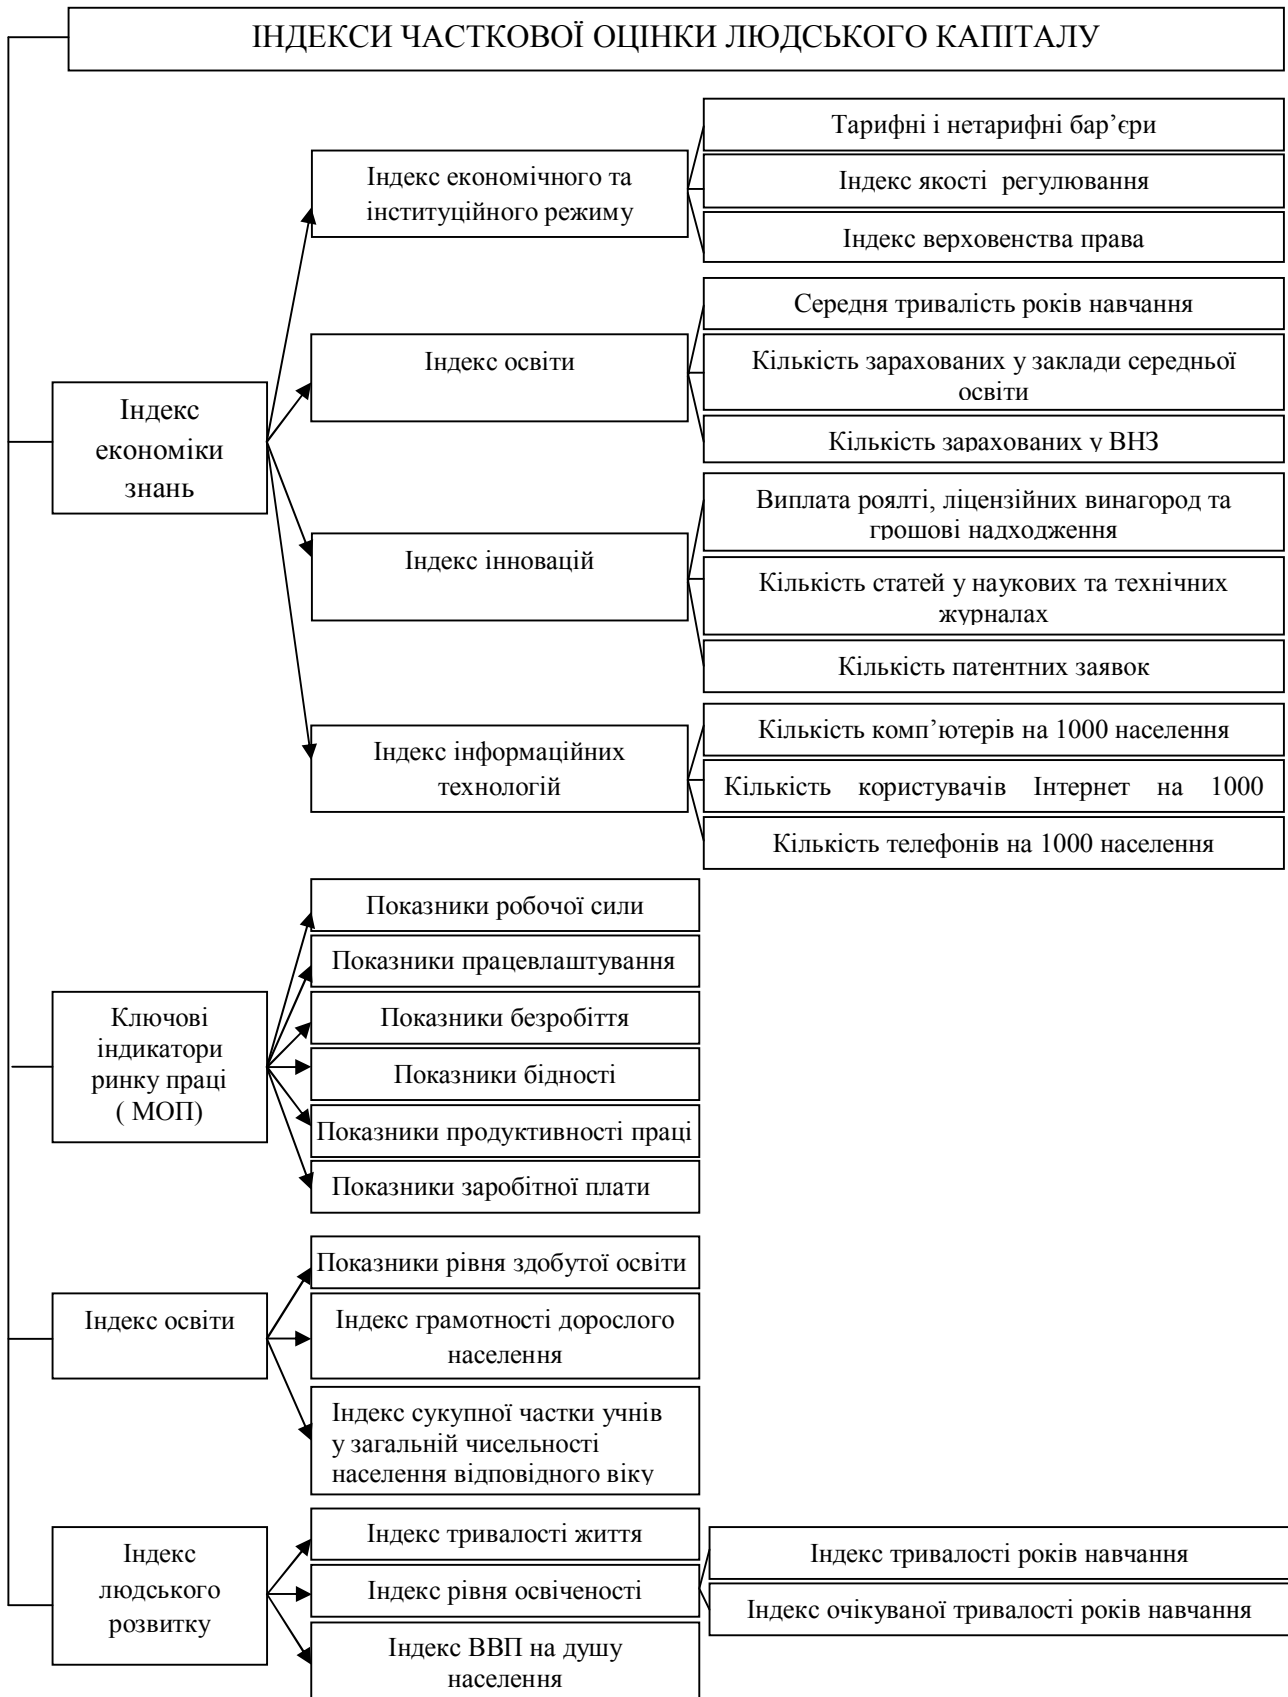 ІНДЕКСИ ЧАСТКОВОЇ ОЦІНКИ ЛЮДСЬКОГО КАПІТАЛУ
Індекс
економіки
знань
Індекс економічного та
інституційного режиму
Тарифні і нетарифні бар’єри
Індекс якості регулювання
Індекс верховенства права
Індекс освіти
Середня тривалість років навчання
Кількість зарахованих у заклади середньої
освіти
Кількість зарахованих у ВНЗ
Індекс інновацій
Виплата роялті, ліцензійних винагород та
грошові надходження
Кількість статей у наукових та технічних
журналах
Кількість патентних заявок
Індекс інформаційних
технологій
Кількість комп’ютерів на 1000 населення
Кількість користувачів Інтернет на 1000
Кількість телефонів на 1000 населення
Ключові
індикатори
ринку праці
( МОП)
Показники робочої сили
Показники працевлаштування
Показники безробіття
Показники бідності
Показники продуктивності праці
Показники заробітної плати
Індекс освіти
Показники рівня здобутої освіти
Індекс грамотності дорослого
населення
Індекс сукупної частки учнів
у загальній чисельності
населення відповідного віку
Індекс
людського
розвитку
Індекс тривалості життя
Індекс рівня освіченості
Індекс тривалості років навчання
Індекс очікуваної тривалості років навчання
Індекс ВВП на душу
населення